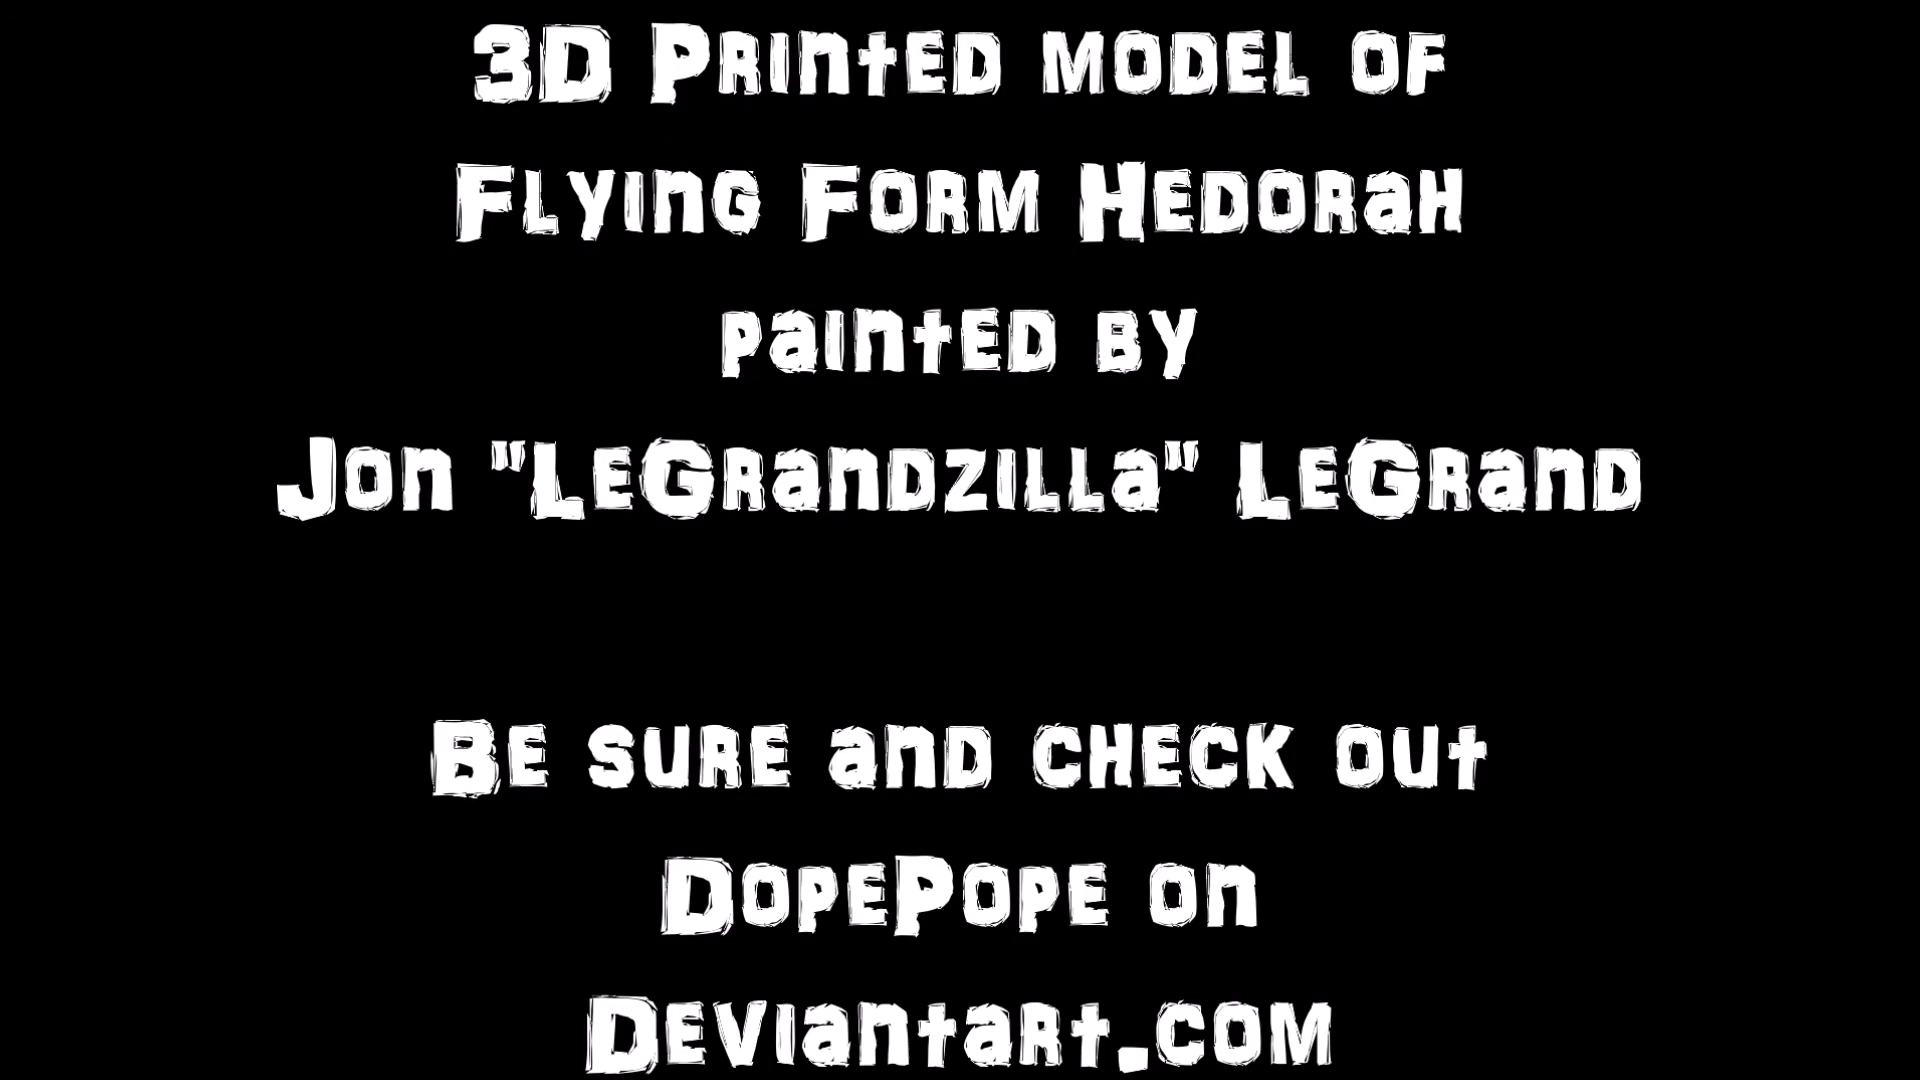 3D Printed model of
Flying Form Hedorah
painted by
Jon "LeGrandzilla" LeGrand
Be sure and check out
DopePope on
Deviantart.com